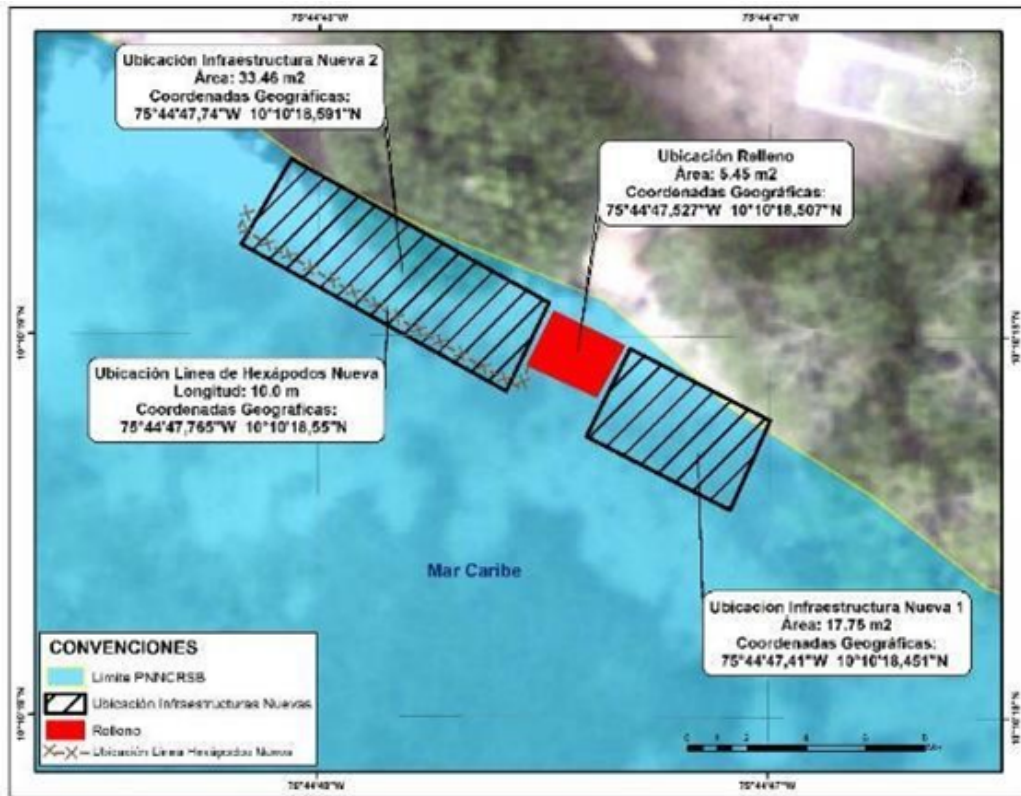 75°44'48"W
75°44'47"W
Ubicación Infraestructura Nueva 2
Área: 33.46 m2
Coordenadas Geográficas:
75°44'47,74"W 10°10'18,591"N
N
Ubicación Relleno
Área: 5.45 m2
Coordenadas Geográficas:
75°44'47,527"W 10°10'18,507"N
Ubicación Línea de Hexápodos Nueva
Longitud: 10.0 m
Coordenadas Geográficas:
75°44'47,765"W 10°10'18,55"N
Mar Caribe
Ubicación Infraestructura Nueva 1
Área: 17.75 m2
Coordenadas Geográficas:
75°44'47,41"W 10°10'18,451"N
CONVENCIONES
Limite PNNCRSB
Ubicación Infraestructuras Nuevas
Relleno
Ubicación Linea Hexápodos Nueva
75°44'48"W
75°44'47"W